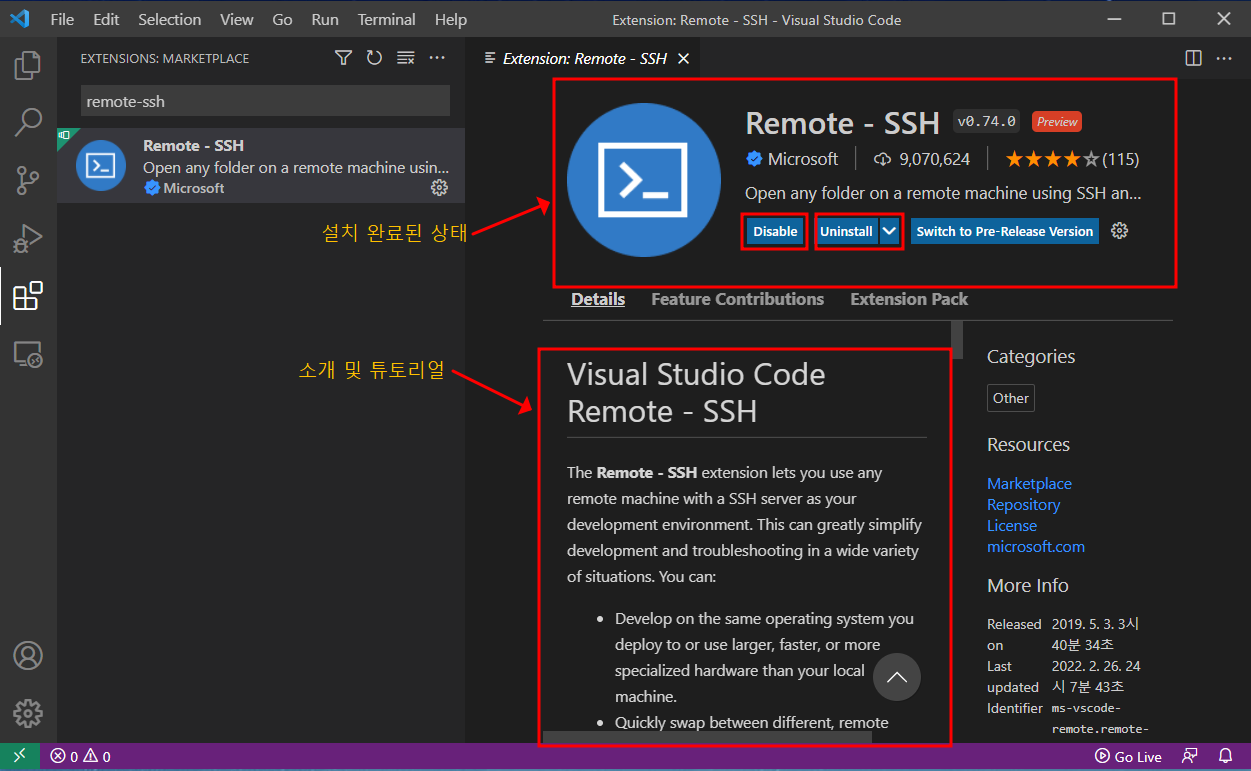 File Edit Selection View Go Run Terminal Help
Extension: Remote - SSH - Visual Studio Code
EXTENSIONS: MARKETPLACE
remote-ssh
Remote - SSH
Open any folder on a remote machine usin...
Microsoft
설치 완료된 상태
소개 및 튜토리얼
Extension: Remote - SSH
Remote - SSH v0.74.0 Preview
Microsoft 9,070,624 (115)
Open any folder on a remote machine using SSH an...
Disable Uninstall Switch to Pre-Release Version
Details Feature Contributions Extension Pack
Visual Studio Code
Remote - SSH
The Remote - SSH extension lets you use any
remote machine with a SSH server as your
development environment. This can greatly simplify
development and troubleshooting in a wide variety
of situations. You can:
• Develop on the same operating system you
deploy to or use larger, faster, or more
specialized hardware than your local
machine.
• Quickly swap between different, remote
Categories
Other
Resources
Marketplace
Repository
License
microsoft.com
More Info
Released 2019. 5. 3. 3시
on 40분 34초
Last 2022. 2. 26. 24
updated 시 7분 43초
Identifier ms-vscode-
remote.remote-
0 0
Go Live